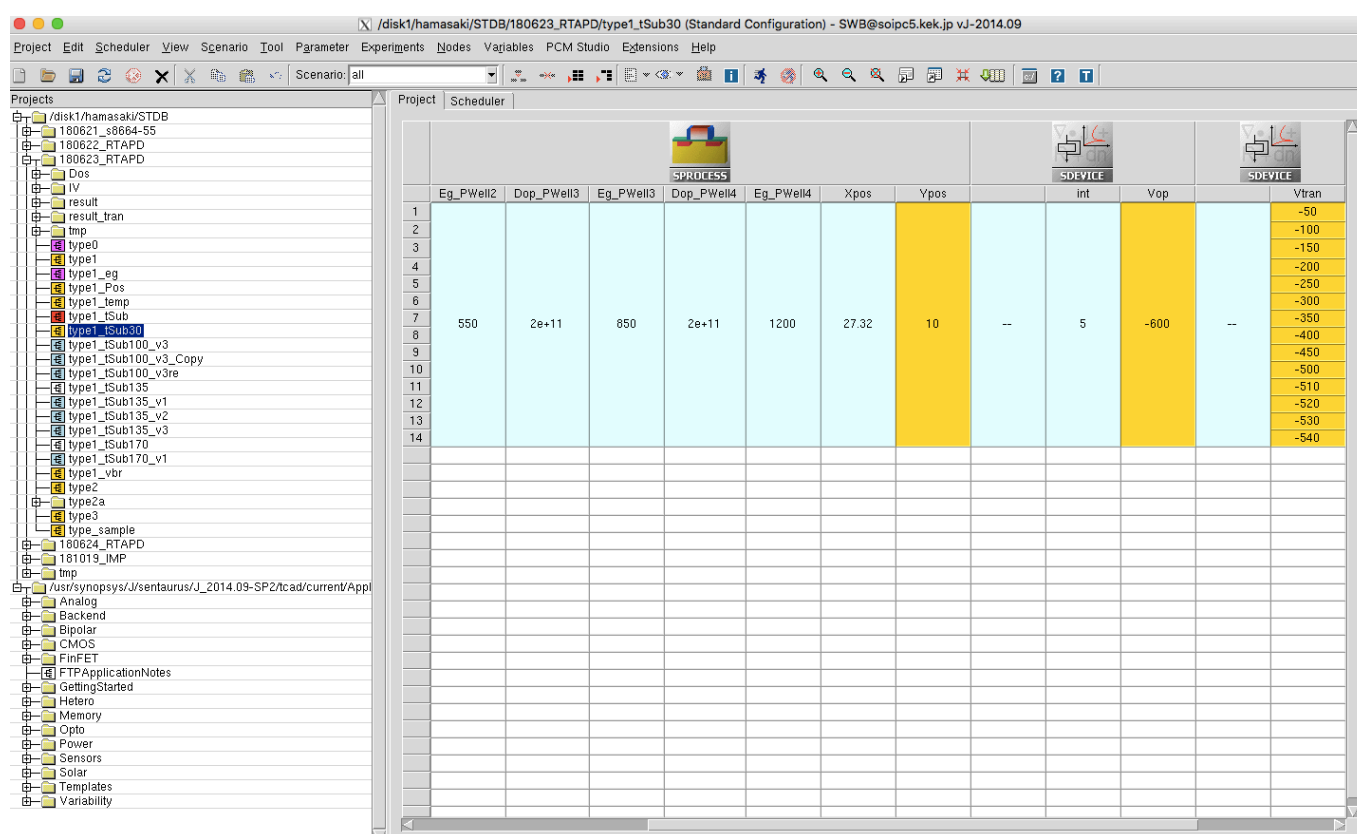 /disk1/hamasaki/STDB/180623_RTAPD/type1_tSub30 (Standard Configuration) - SWB@soipc5.kek.jp vJ-2014.09
Project Edit Scheduler View Scenario Tool Parameter Experiments Nodes Variables PCM Studio Extensions Help
Scenario: all
Projects
/disk1/hamasaki/STDB
180621_s8664-55
180622_RTAPD
180623_RTAPD
Dos
IV
result
result_tran
tmp
type0
type1
type1_eg
type1_Pos
type1_temp
type1_tSub
type1_tSub30
type1_tSub100_v3
type1_tSub100_v3_Copy
type1_tSub100_v3re
type1_tSub135
type1_tSub135_v1
type1_tSub135_v2
type1_tSub135_v3
type1_tSub170
type1_tSub170_v1
type1_vbr
type2
type2a
type3
type_sample
180624_RTAPD
181019_IMP
tmp
/usr/synopsys/J/sentaurus/J_2014.09-SP2/tcad/current/Appl
Analog
Backend
Bipolar
CMOS
FinFET
FTPApplicationNotes
GettingStarted
Hetero
Memory
Opto
Power
Sensors
Solar
Templates
Variability
Project Scheduler
SPROCESS SDEVICE SDEVICE
Eg_PWell2 Dop_PWell3 Eg_PWell3 Dop_PWell4 Eg_PWell4 Xpos Ypos int Vop Vtran
1 -50
2 -100
3 -150
4 -200
5 -250
6 -300
7 -350
550 2e+11 850 2e+11 1200 27.32 10 -- 5 -600 --
8 -400
9 -450
10 -500
11 -510
12 -520
13 -530
14 -540